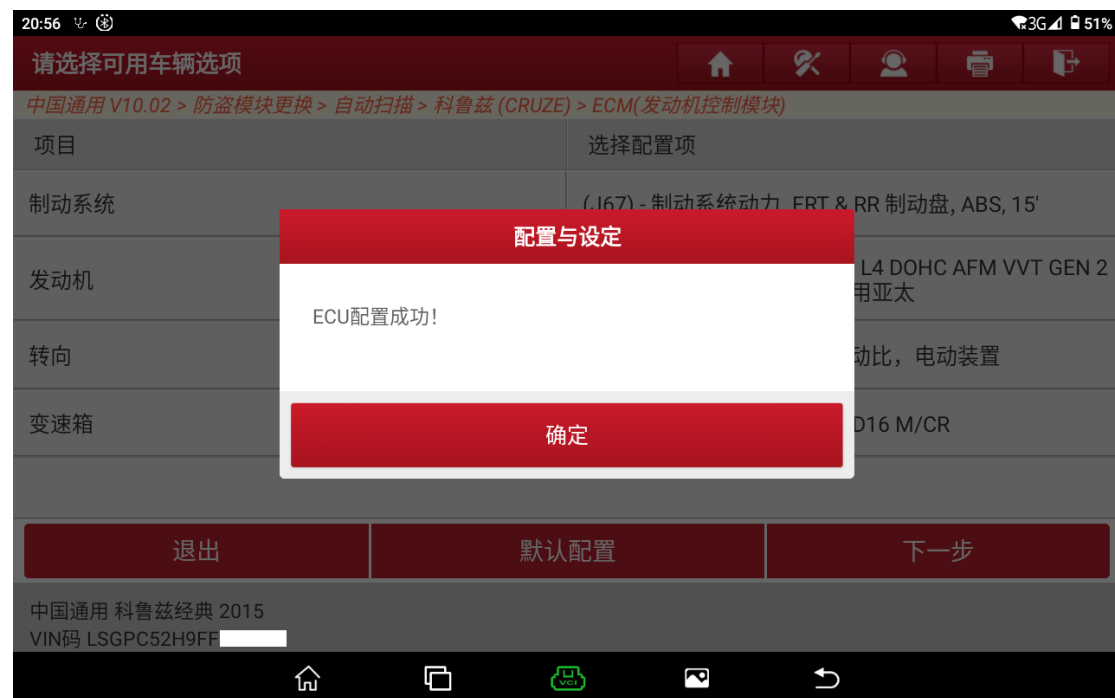 20:56 3G 51%
请选择可用车辆选项
中国通用 V10.02 > 防盗模块更换 > 自动扫描 > 科鲁兹 (CRUZE) > ECM(发动机控制模块)
项目 选择配置项
制动系统 (J67) - 制动系统动力, FRT & RR 制动盘, ABS, 15'
配置与设定
发动机 L4 DOHC AFM VVT GEN 2
用亚太
ECU配置成功!
转向 动比，电动装置
变速箱 D16 M/CR
确定
退出 默认配置 下一步
中国通用 科鲁兹经典 2015
VIN码 LSGPC52H9FF
VCI